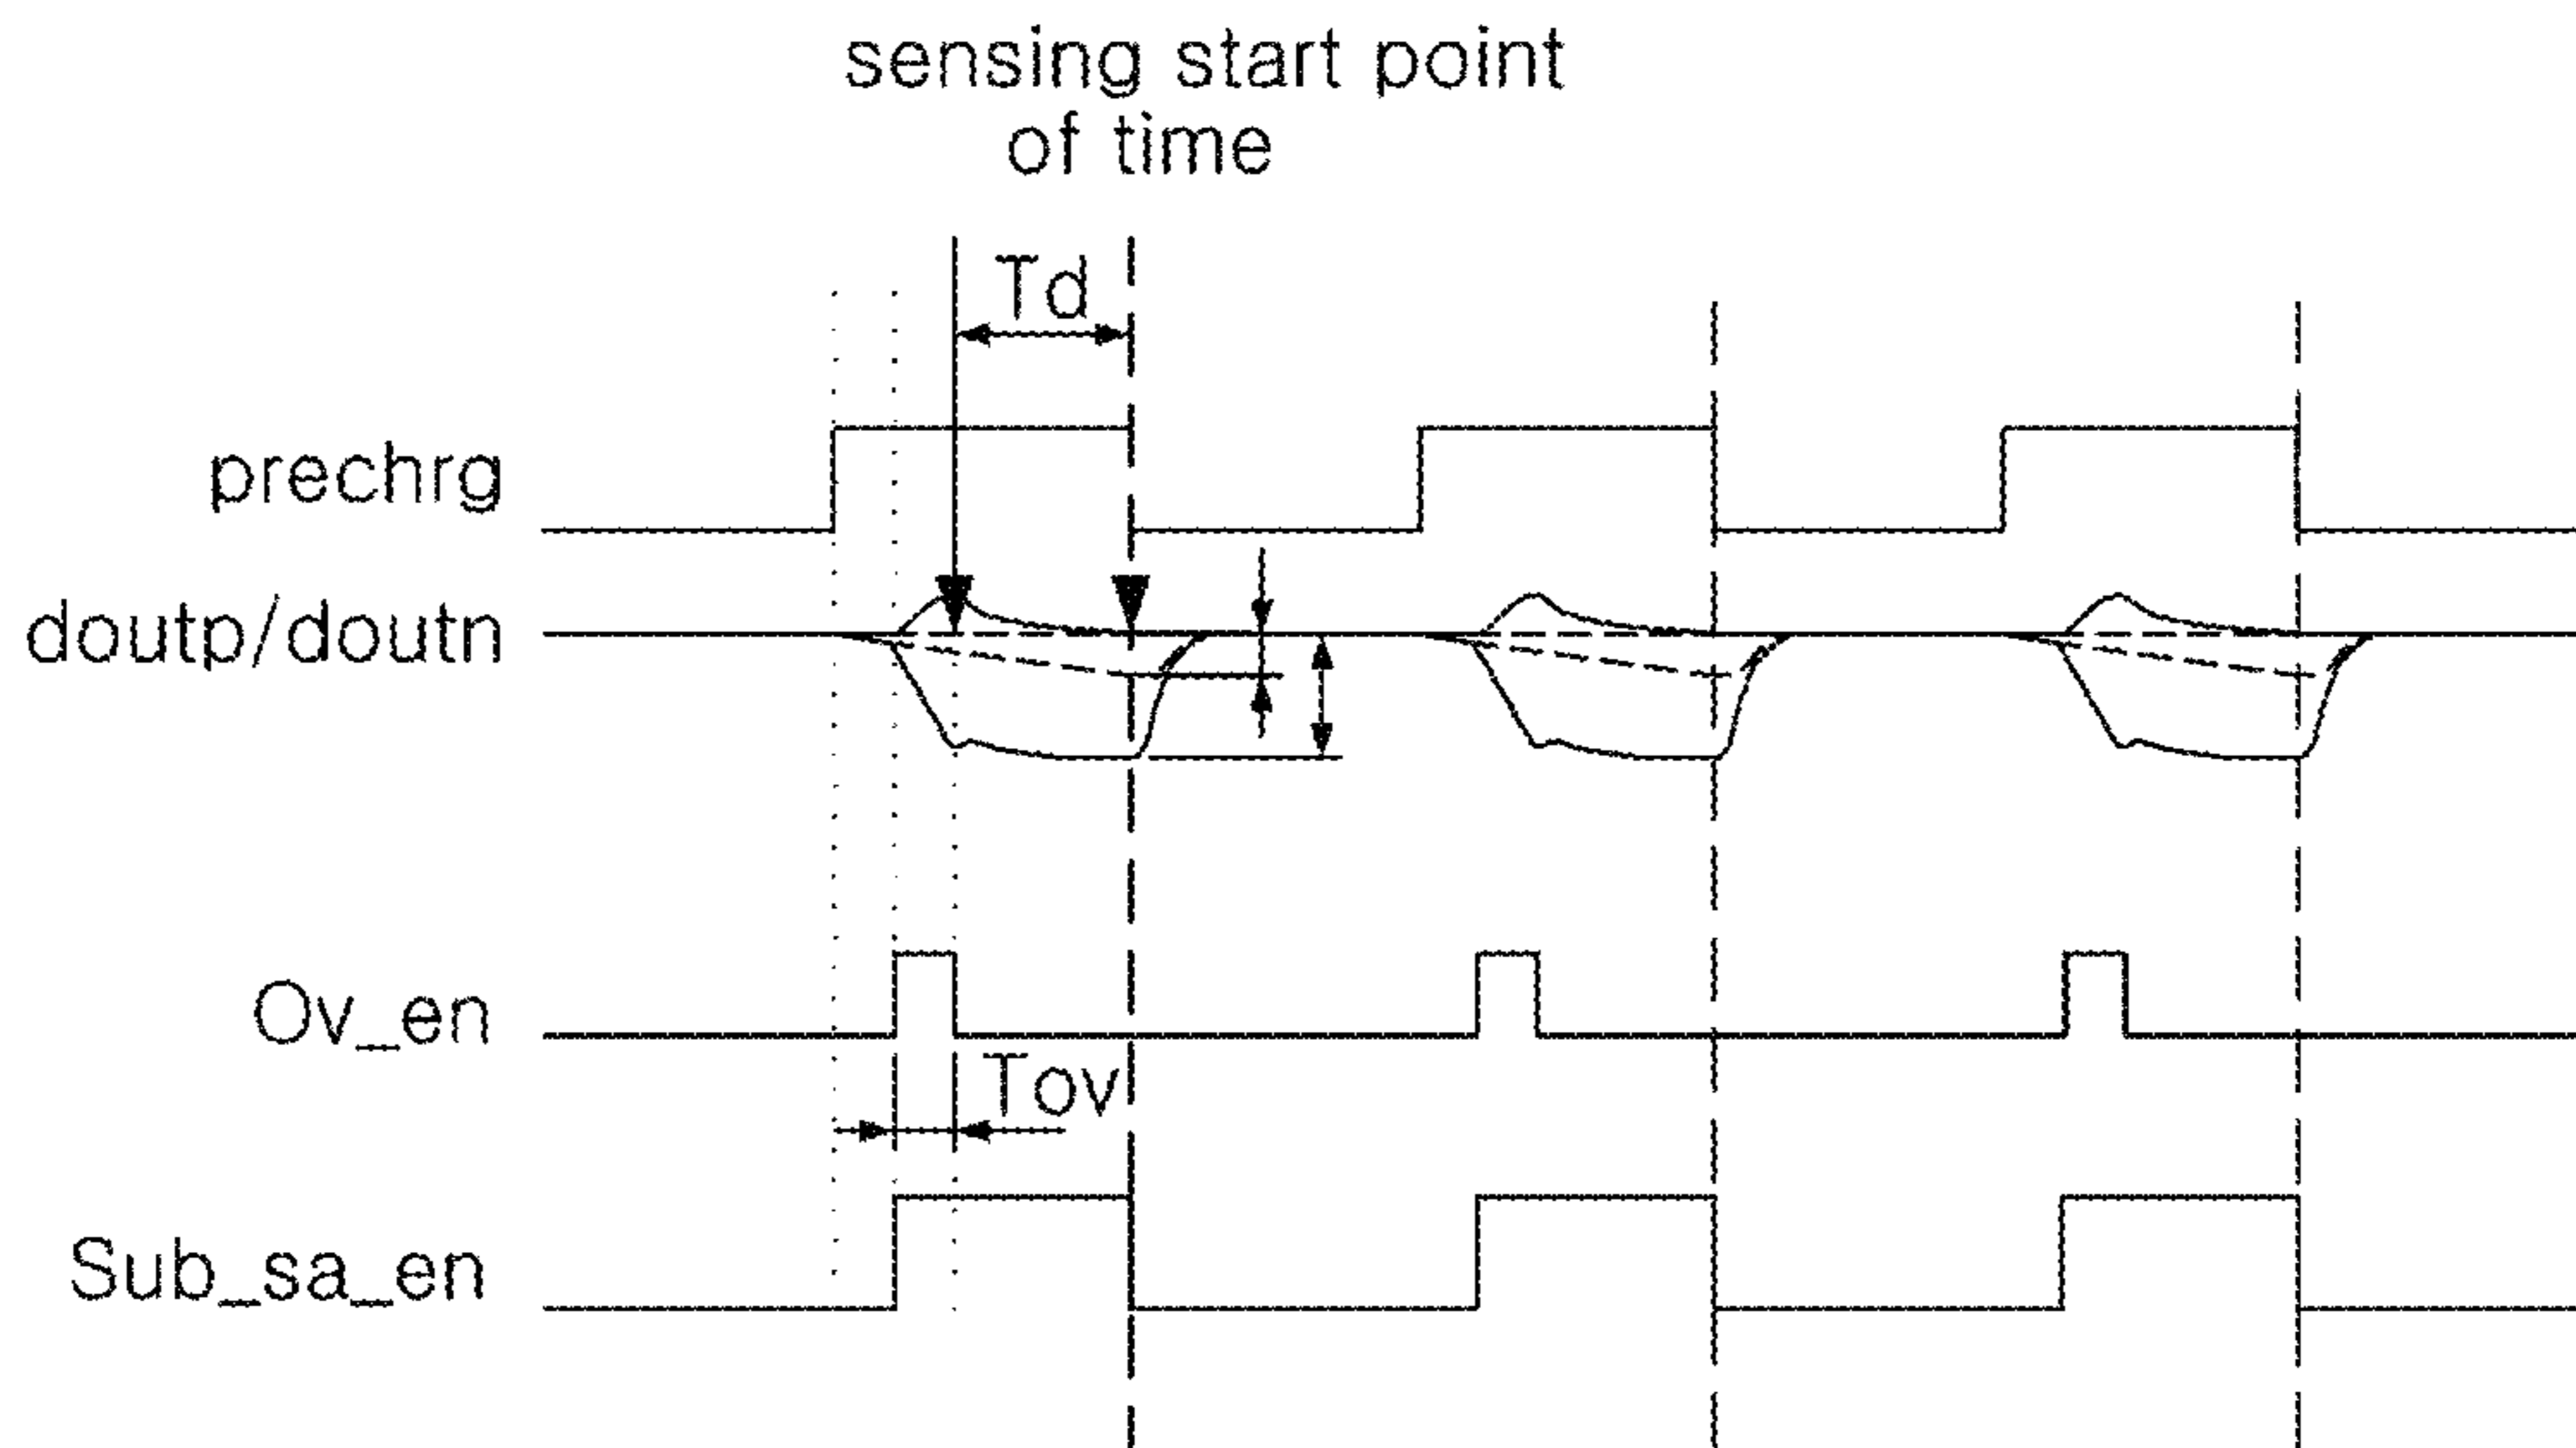 sensing start point
of time
Td
prechrg
doutp/doutn
Ov_en
Tov
Sub_sa_en